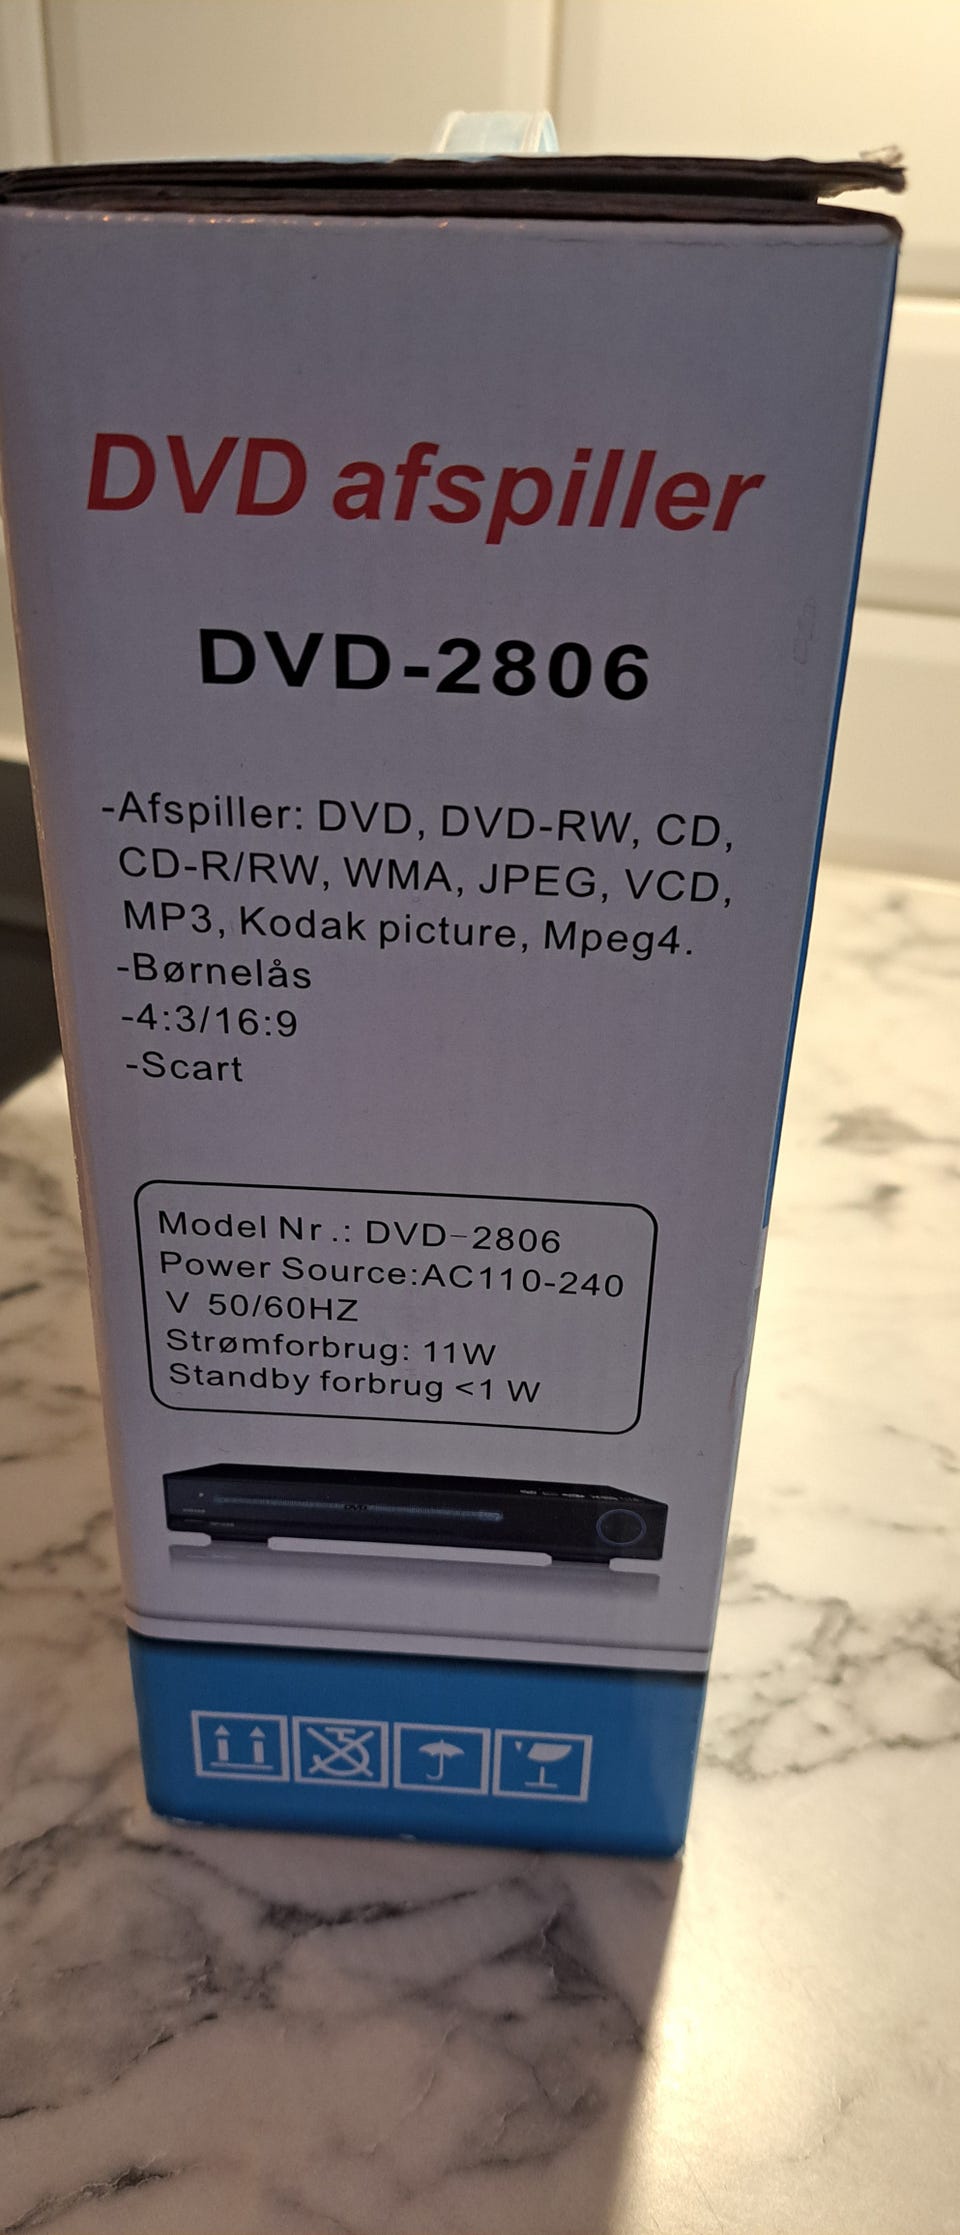 DVD afspiller
DVD-2806
-Afspiller: DVD, DVD-RW, CD,
CD-R/RW, WMA, JPEG, VCD,
MP3, Kodak picture, Mpeg4.
-Børnelås
-4:3/16:9
-Scart
Model Nr.: DVD-2806
Power Source:AC110-240
V 50/60HZ
Strømforbrug: 11W
Standby forbrug <1 W
DVD